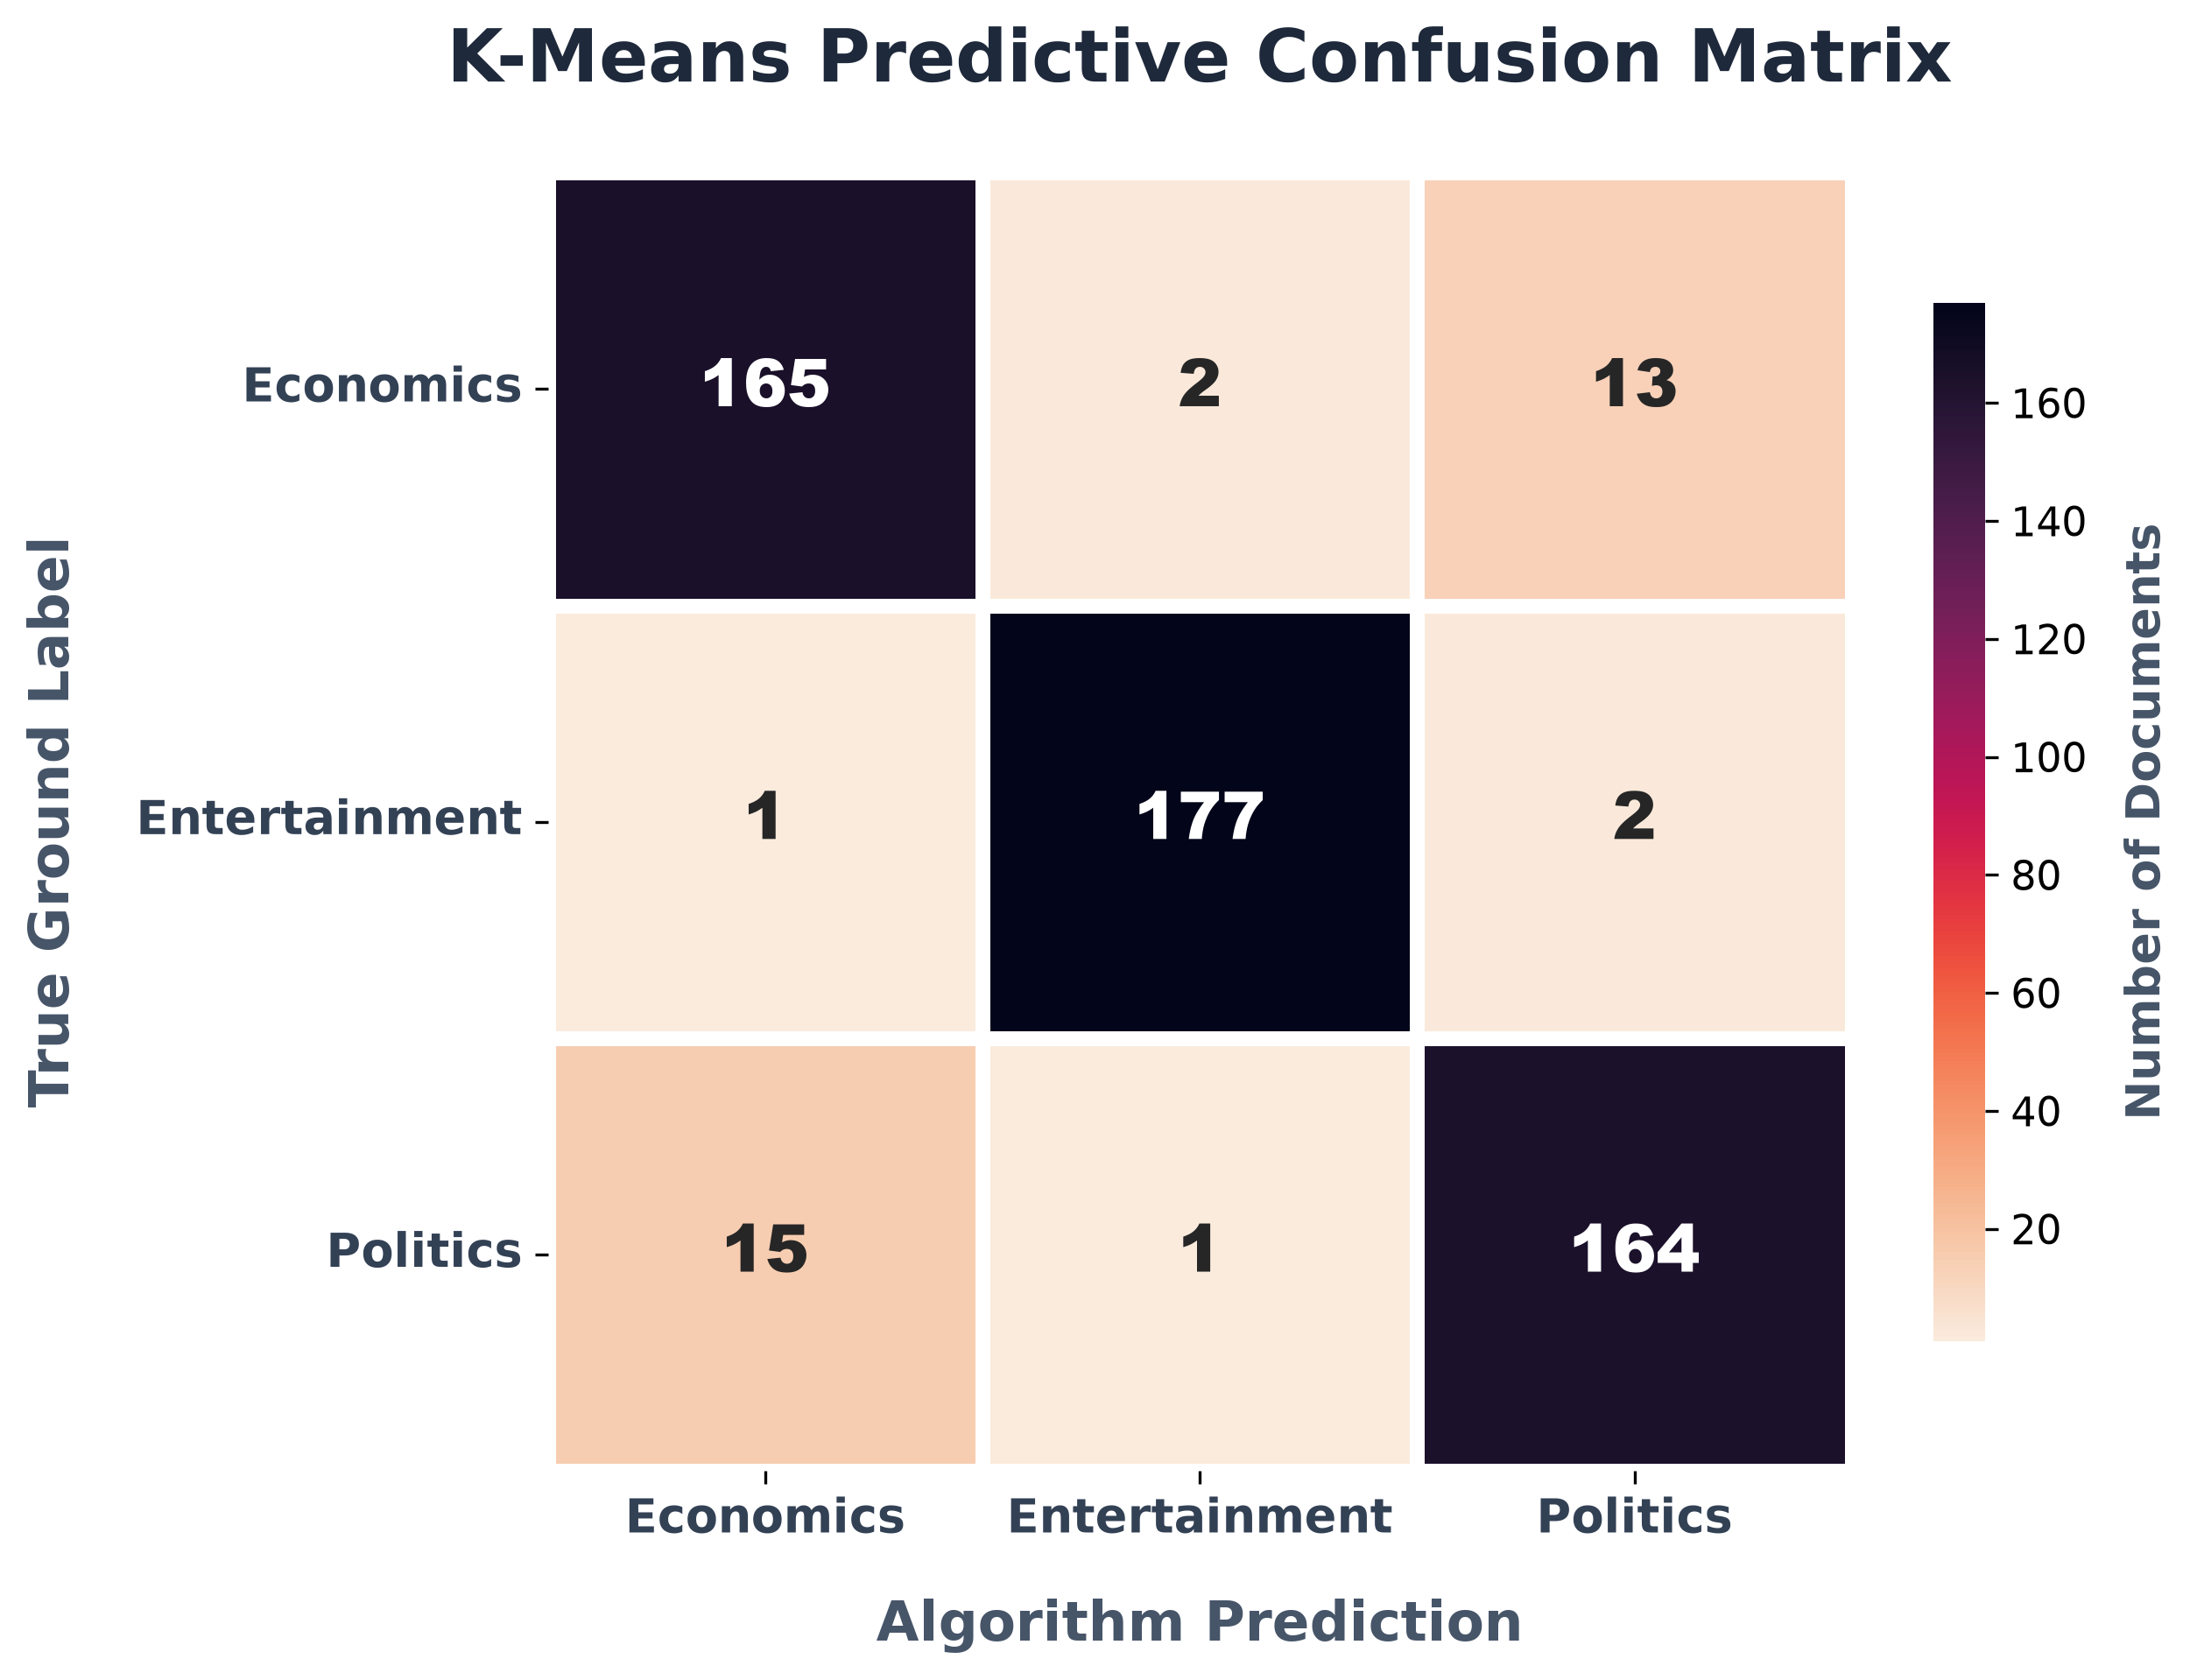 K-Means Predictive Confusion Matrix
True Ground Label
Economics
165
2
13
Entertainment
1
177
2
Politics
15
1
164
Economics
Entertainment
Politics
Algorithm Prediction
160
140
120
100
80
60
40
20
Number of Documents